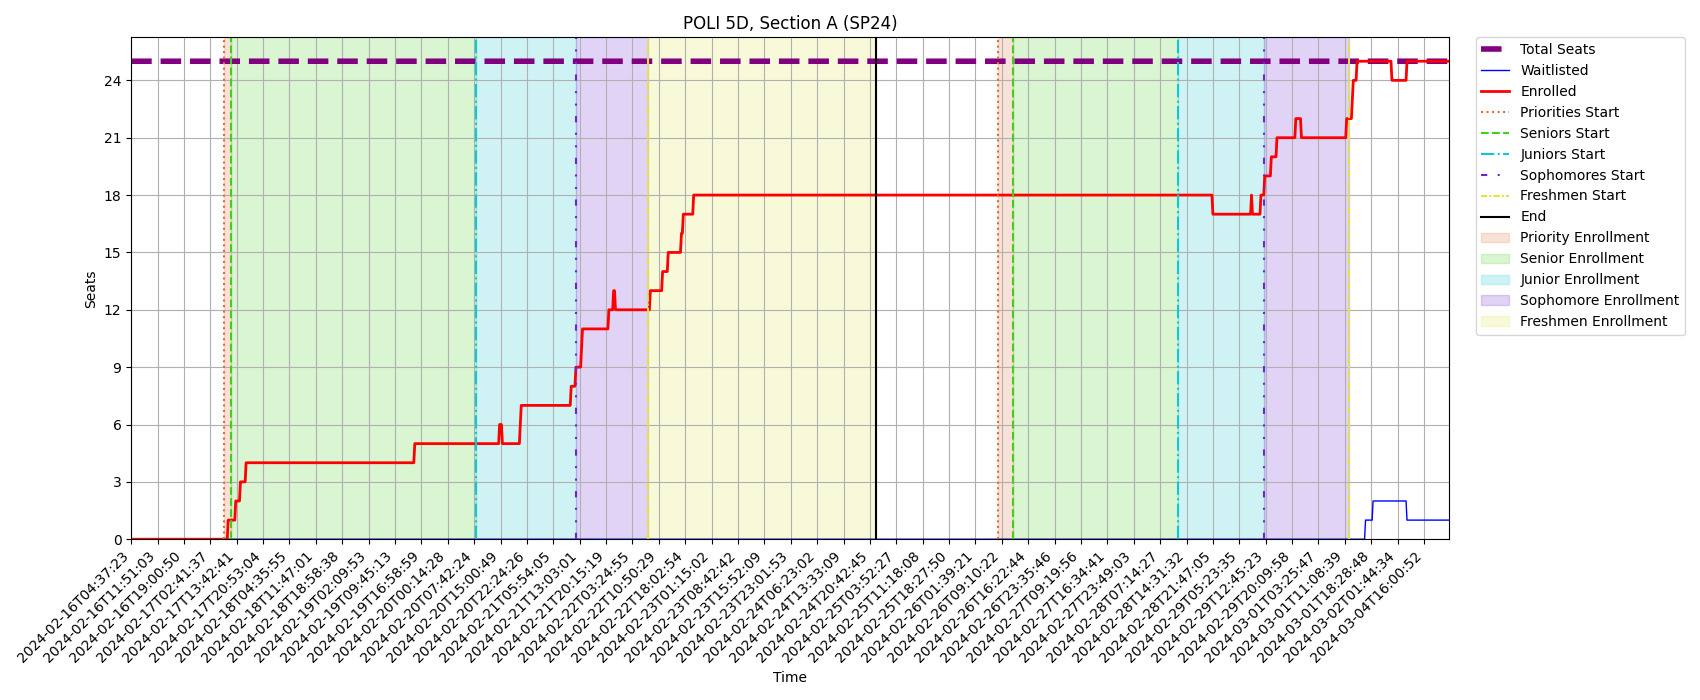 POLI 5D, Section A (SP24)
Total Seats
Waitlisted
Enrolled
Priorities Start
Seniors Start
Juniors Start
Sophomores Start
Freshmen Start
End
Priority Enrollment
Senior Enrollment
Junior Enrollment
Sophomore Enrollment
Freshmen Enrollment
Seats
24
21
18
15
12
9
6
3
0
2024-02-16T04:37:23
2024-02-16T11:51:03
2024-02-16T19:00:50
2024-02-17T02:41:37
2024-02-17T13:42:41
2024-02-17T20:53:04
2024-02-18T04:35:55
2024-02-18T11:47:01
2024-02-18T18:58:38
2024-02-19T02:09:53
2024-02-19T09:45:13
2024-02-19T16:58:59
2024-02-20T00:14:28
2024-02-20T07:42:24
2024-02-20T15:00:49
2024-02-20T22:24:26
2024-02-21T05:54:05
2024-02-21T13:03:01
2024-02-21T20:15:19
2024-02-22T03:24:55
2024-02-22T10:50:29
2024-02-22T18:02:54
2024-02-23T01:15:02
2024-02-23T08:42:42
2024-02-23T15:52:09
2024-02-23T23:01:53
2024-02-24T06:23:02
2024-02-24T13:33:09
2024-02-24T20:42:45
2024-02-25T03:52:27
2024-02-25T11:18:08
2024-02-25T18:27:50
2024-02-26T01:39:21
2024-02-26T09:10:22
2024-02-26T16:22:44
2024-02-26T23:35:46
2024-02-27T09:19:56
2024-02-27T16:34:41
2024-02-27T23:49:03
2024-02-28T07:14:27
2024-02-28T14:31:32
2024-02-28T21:47:05
2024-02-29T05:23:35
2024-02-29T12:45:23
2024-02-29T20:09:58
2024-03-01T03:25:47
2024-03-01T11:08:39
2024-03-01T18:28:48
2024-03-02T01:44:34
2024-03-04T16:00:52
Time